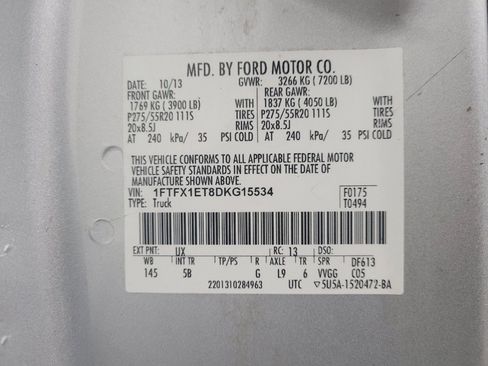 MFD. BY FORD MOTOR CO.
DATE: 10/13 GVWR: 3266 KG ( 7200 LB)
FRONT GAWR: REAR GAWR:
1769 KG ( 3900 LB) WITH 1837 KG ( 4050 LB) WITH
P275/55R20 111S TIRES P275/55R20 111S TIRES
20x8.5J RIMS 20x8.5J RIMS
AT 240 kPa/ 35 PSI COLD AT 240 kPa/ 35 PSI COLD
THIS VEHICLE CONFORMS TO ALL APPLICABLE FEDERAL MOTOR
VEHICLE SAFETY AND BUMPER STANDARDS IN EFFECT ON THE DATE OF
MANUFACTURE SHOWN ABOVE.
VIN: 1FTFX1ET8DKG15534 F0175
TYPE: Truck T0494
EXT PNT: UX RC: 13 DSO:
WB INT TR TP/PS R AXLE TR SPR DF613
145 5B G L9 6 VVGG C05
2201310284963 UTC ▽5U5A-1520472-BA